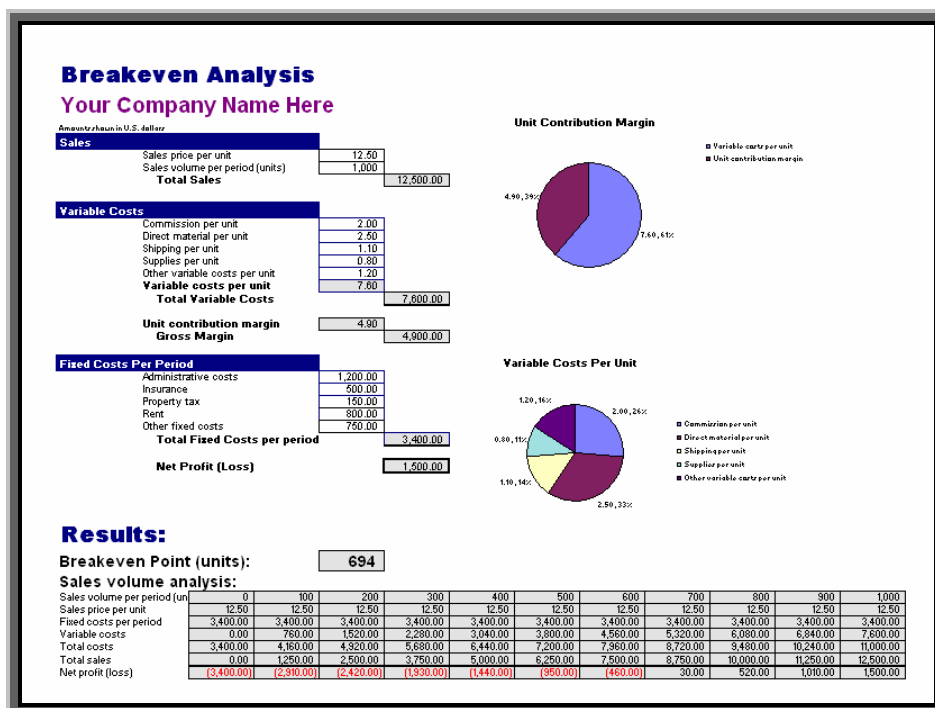 Breakeven Analysis
Your Company Name Here
Amounts shown in U.S. dollars
Sales
Sales price per unit 12.50
Sales volume per period (units) 1,000
Total Sales 12,500.00
Variable Costs
Commission per unit 2.00
Direct material per unit 2.50
Shipping per unit 1.10
Supplies per unit 0.80
Other variable costs per unit 1.20
Variable costs per unit 7.60
Total Variable Costs 7,600.00
Unit contribution margin 4.90
Gross Margin 4,900.00
Fixed Costs Per Period
Administrative costs 1,200.00
Insurance 500.00
Property tax 150.00
Rent 800.00
Other fixed costs 750.00
Total Fixed Costs per period 3,400.00
Net Profit (Loss) 1,500.00
Unit Contribution Margin
Variable costs per unit
Unit contribution margin
4.90, 39%
7.60, 61%
Variable Costs Per Unit
1.20, 16%
2.00, 26%
0.80, 11%
1.10, 14%
2.50, 33%
Commission per unit
Direct material per unit
Shipping per unit
Supplies per unit
Other variable costs per unit
Results:
Breakeven Point (units): 694
Sales volume analysis:
Sales volume per period (un 0 100 200 300 400 500 600 700 800 900 1,000
Sales price per unit 12.50 12.50 12.50 12.50 12.50 12.50 12.50 12.50 12.50 12.50 12.50
Fixed costs per period 3,400.00 3,400.00 3,400.00 3,400.00 3,400.00 3,400.00 3,400.00 3,400.00 3,400.00 3,400.00 3,400.00
Variable costs 0.00 760.00 1,520.00 2,280.00 3,040.00 3,800.00 4,560.00 5,320.00 6,080.00 6,840.00 7,600.00
Total costs 3,400.00 4,160.00 4,920.00 5,680.00 6,440.00 7,200.00 7,960.00 8,720.00 9,480.00 10,240.00 11,000.00
Total sales 0.00 1,250.00 2,500.00 3,750.00 5,000.00 6,250.00 7,500.00 8,750.00 10,000.00 11,250.00 12,500.00
Net profit (loss) (3,400.00) (2,910.00) (2,420.00) (1,930.00) (1,440.00) (950.00) (460.00) 30.00 520.00 1,010.00 1,500.00